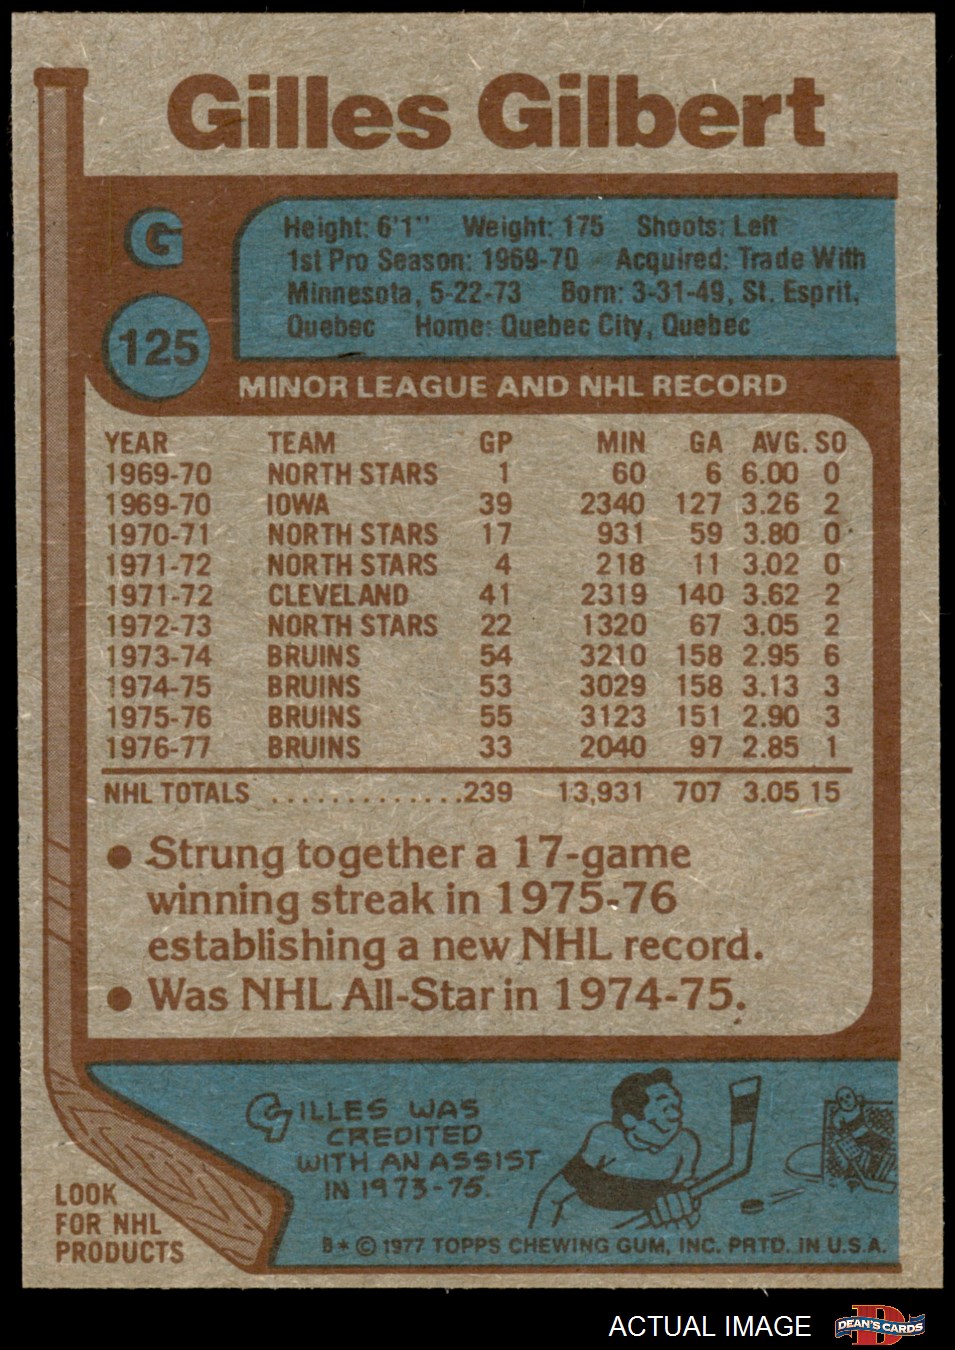 Gilles Gilbert
G
125
Height: 6'1" Weight: 175 Shoots: Left
1st Pro Season: 1969-70 Acquired: Trade With
Minnesota, 5-22-73 Born: 3-31-49, St. Esprit,
Quebec Home: Quebec City, Quebec
MINOR LEAGUE AND NHL RECORD
YEAR TEAM GP MIN GA AVG. SO
1969-70 NORTH STARS 1 60 6 6.00 0
1969-70 IOWA 39 2340 127 3.26 2
1970-71 NORTH STARS 17 931 59 3.80 0
1971-72 NORTH STARS 4 218 11 3.02 0
1971-72 CLEVELAND 41 2319 140 3.62 2
1972-73 NORTH STARS 22 1320 67 3.05 2
1973-74 BRUINS 54 3210 158 2.95 6
1974-75 BRUINS 53 3029 158 3.13 3
1975-76 BRUINS 55 3123 151 2.90 3
1976-77 BRUINS 33 2040 97 2.85 1
NHL TOTALS .............239 13,931 707 3.05 15
● Strung together a 17-game
winning streak in 1975-76
establishing a new NHL record.
● Was NHL All-Star in 1974-75.
GILLES WAS
CREDITED
WITH AN ASSIST
IN 1973-75.
LOOK
FOR NHL
PRODUCTS
B* © 1977 TOPPS CHEWING GUM, INC. PRTD. IN U.S.A.
ACTUAL IMAGE
D
DEAN'S CARDS